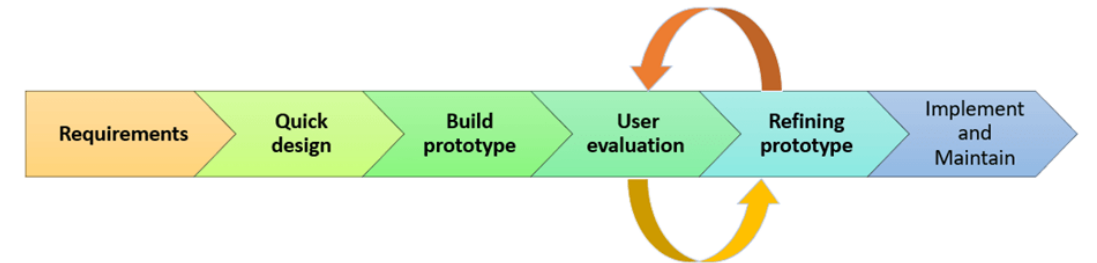 Requirements
Quick
design
Build
prototype
User
evaluation
Refining
prototype
Implement
and
Maintain